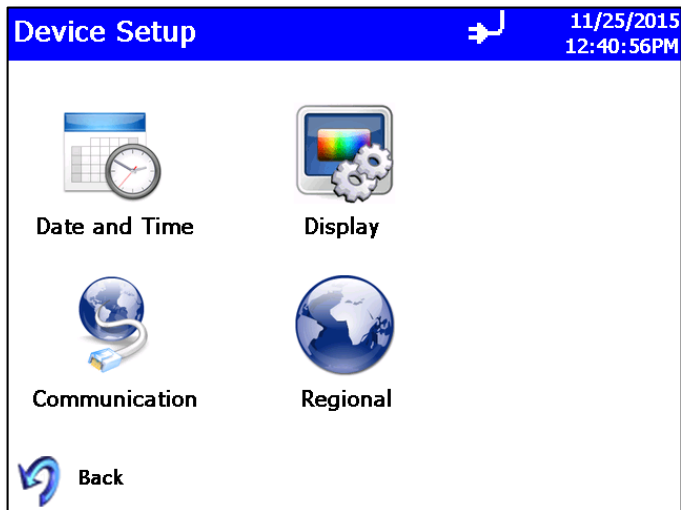 Device Setup
11/25/2015
12:40:56PM
Date and Time
Display
Communication
Regional
Back